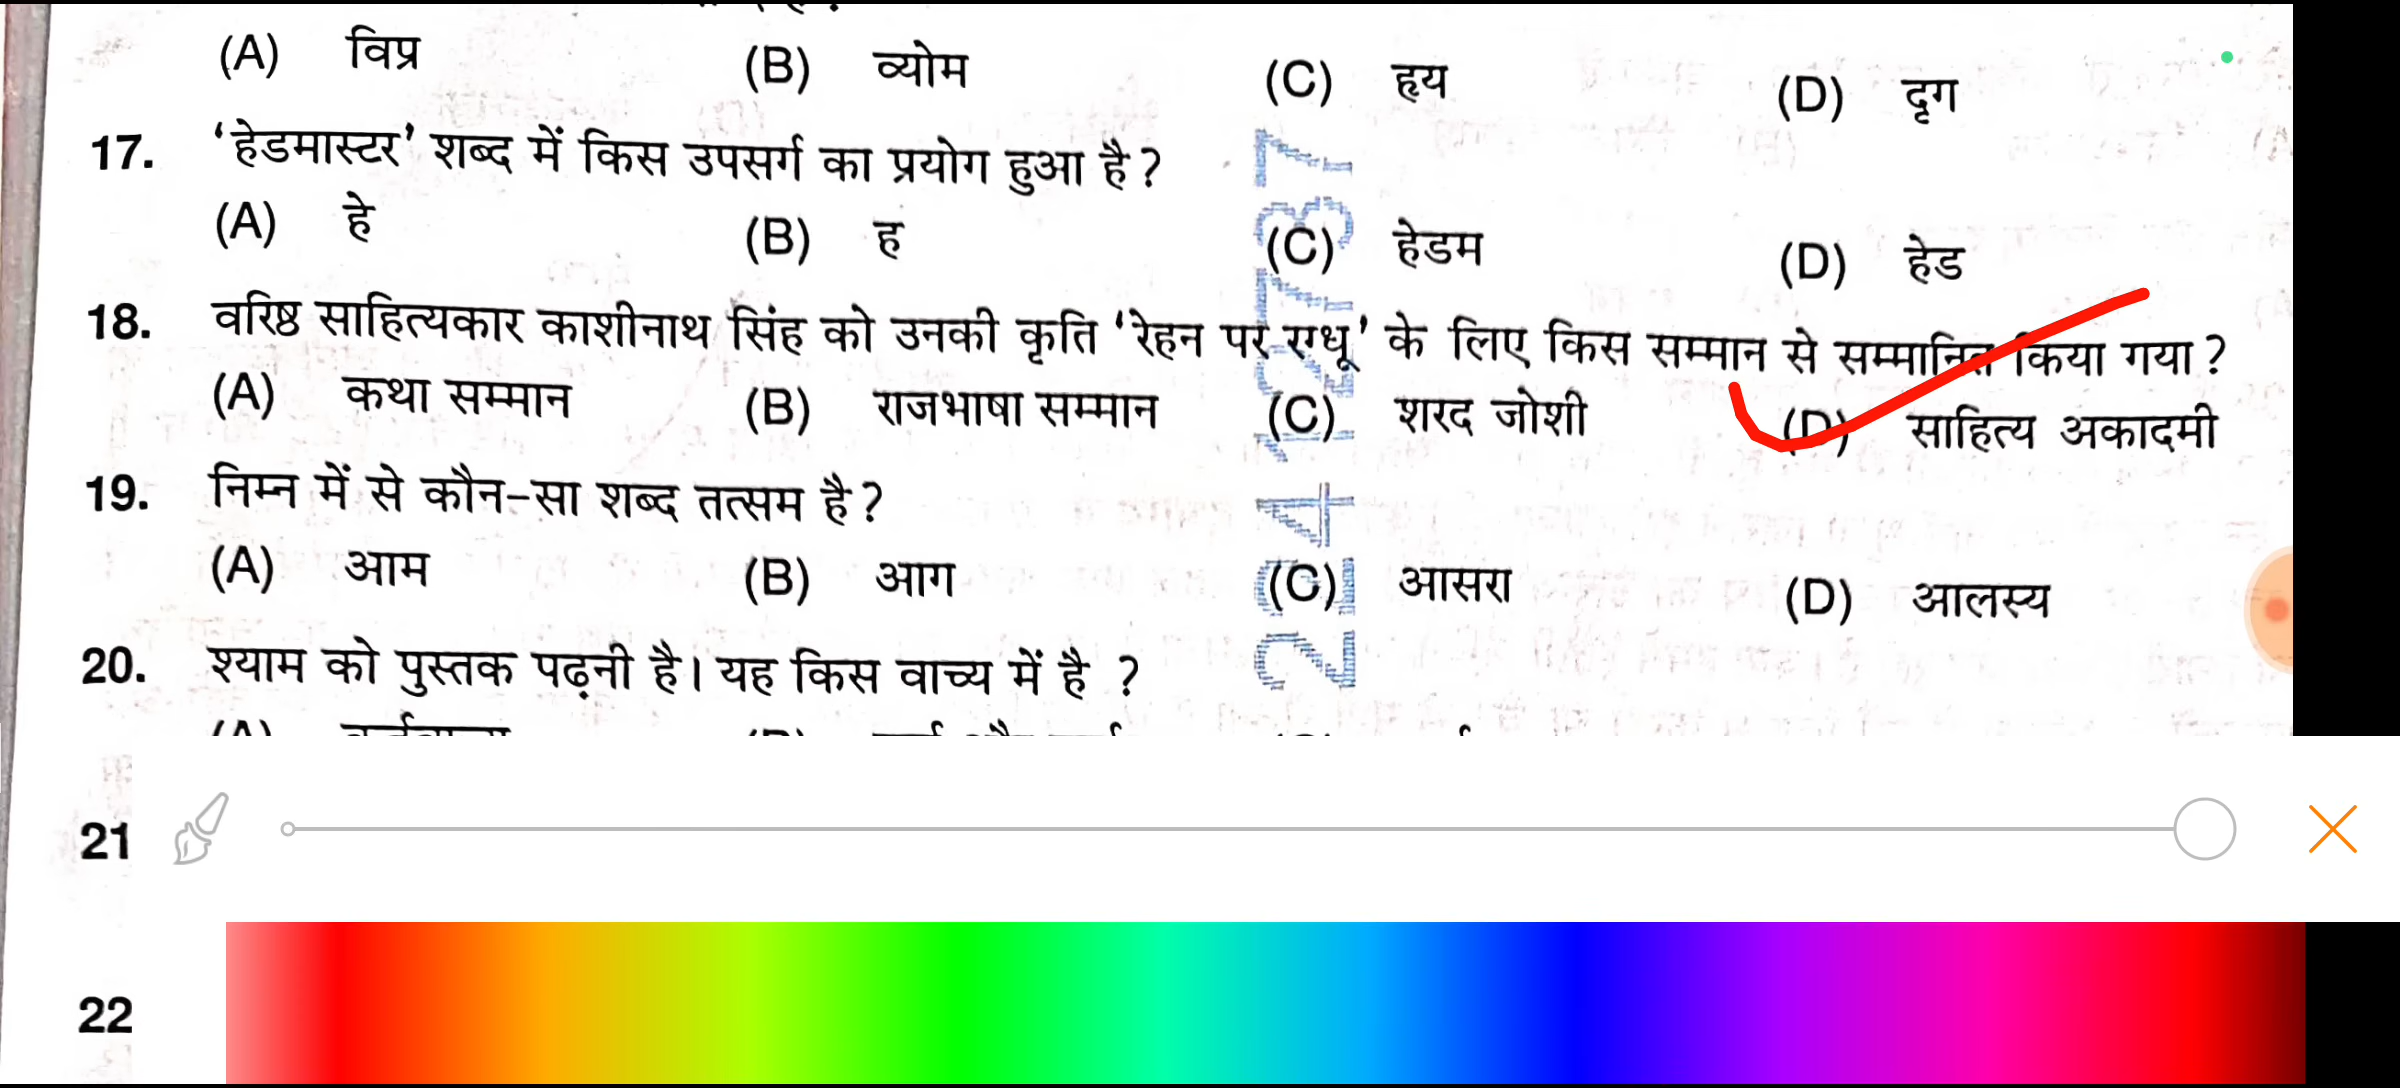 (A) विप्र (B) व्योम (C) हृय (D) दृग
17. 'हेडमास्टर' शब्द में किस उपसर्ग का प्रयोग हुआ है ?
(A) हे (B) ह (C) हेडम (D) हेड
18. वरिष्ठ साहित्यकार काशीनाथ सिंह को उनकी कृति 'रेहन पर रग्धू' के लिए किस सम्मान से सम्मानित किया गया ?
(A) कथा सम्मान (B) राजभाषा सम्मान (C) शरद जोशी (D) साहित्य अकादमी
19. निम्न में से कौन-सा शब्द तत्सम है ?
(A) आम (B) आग (C) आसरा (D) आलस्य
20. श्याम को पुस्तक पढ़नी है। यह किस वाच्य में है ?
21
22